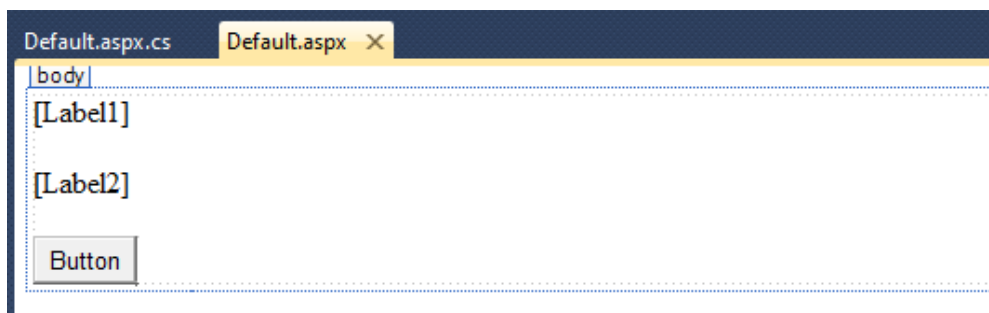 Default.aspx.cs Default.aspx
body
[Label1]
[Label2]
Button